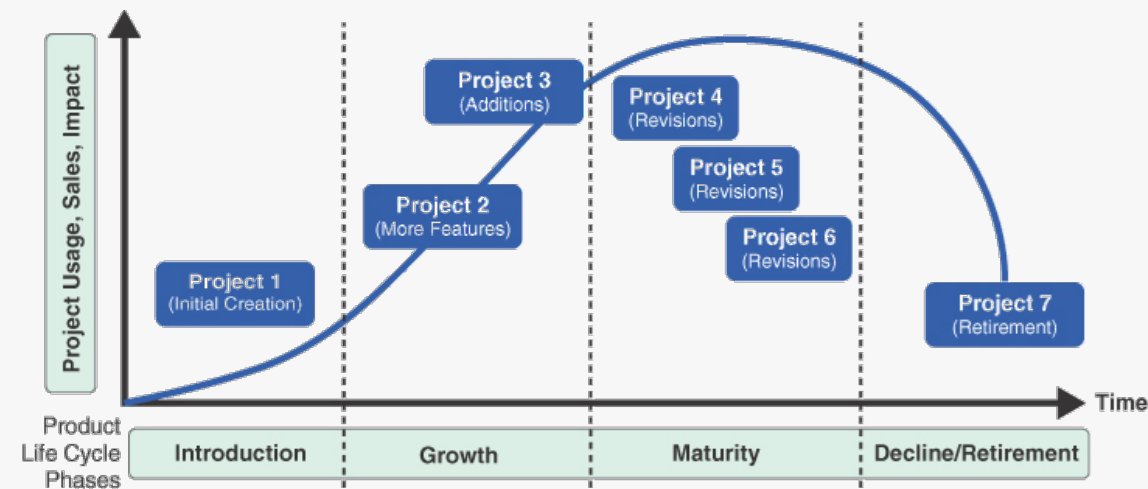 Project Usage, Sales, Impact
Project 3
(Additions)
Project 4
(Revisions)
Project 5
(Revisions)
Project 2
(More Features)
Project 6
(Revisions)
Project 1
(Initial Creation)
Project 7
(Retirement)
Time
Product
Life Cycle
Phases
Introduction
Growth
Maturity
Decline/Retirement